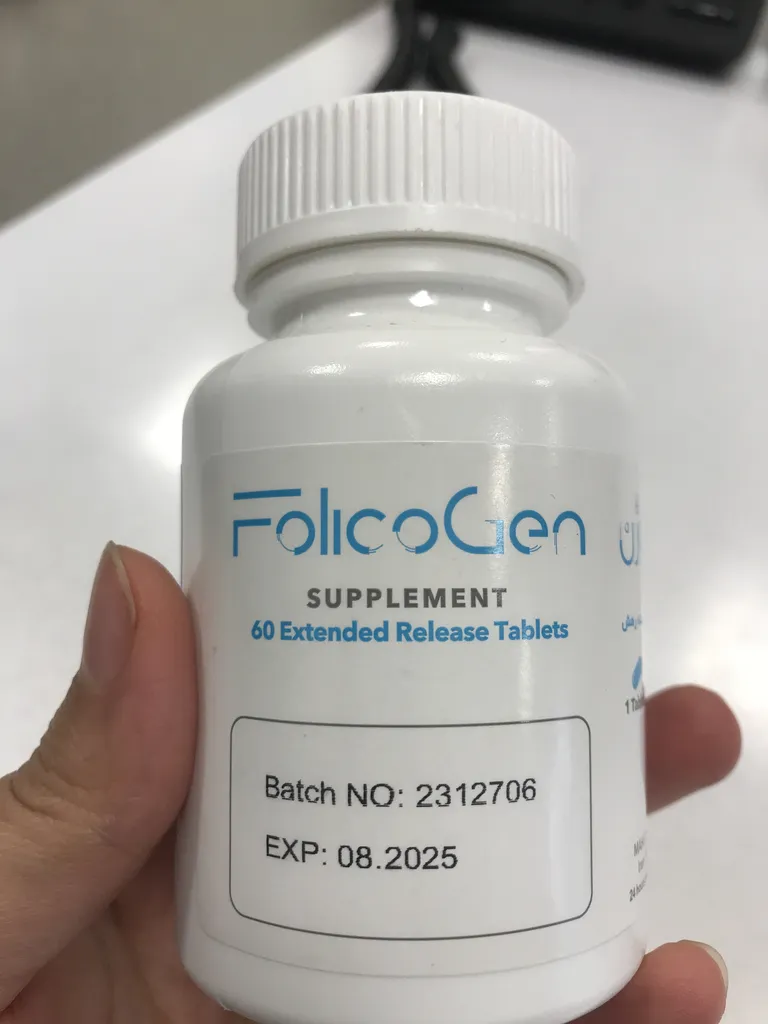 FolicoGen
SUPPLEMENT
60 Extended Release Tablets
Batch NO: 2312706
EXP: 08.2025